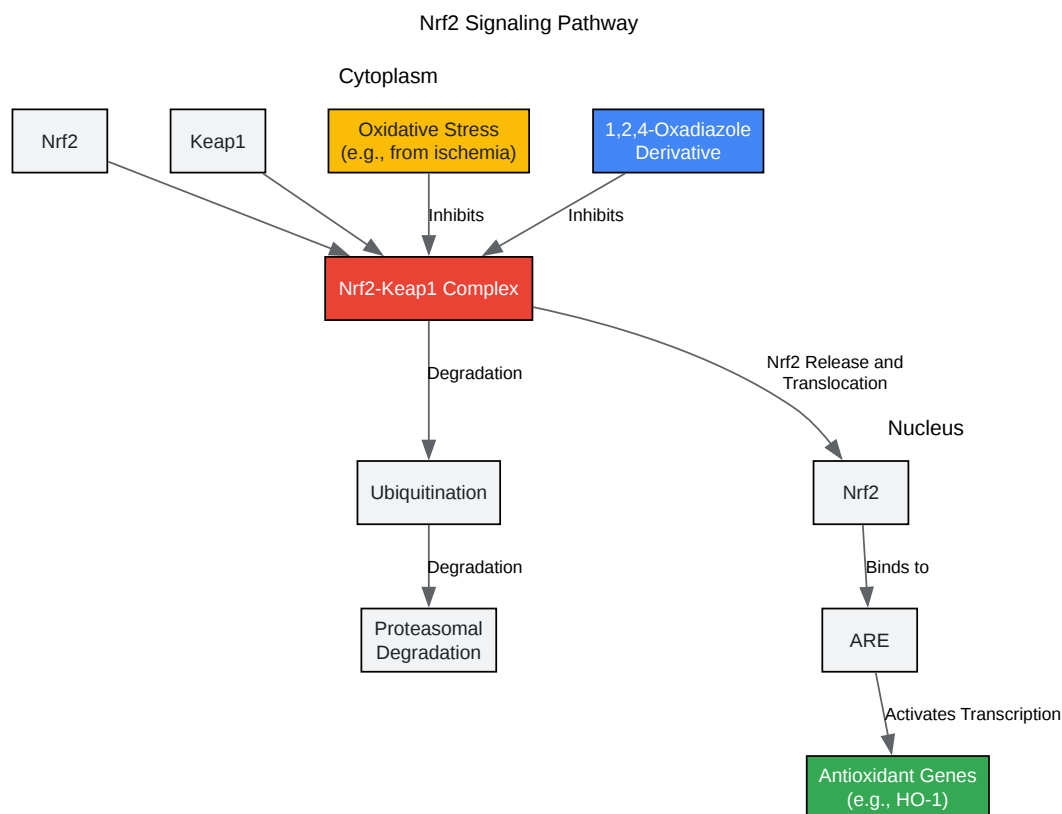 Nrf2 Signaling Pathway
Cytoplasm
Nrf2
Keap1
Oxidative Stress
(e.g., from ischemia)
1,2,4-Oxadiazole
Derivative
Inhibits
Inhibits
Nrf2-Keap1 Complex
Degradation
Nrf2 Release and
Translocation
Nucleus
Ubiquitination
Nrf2
Degradation
Binds to
Proteasomal
Degradation
ARE
Activates Transcription
Antioxidant Genes
(e.g., HO-1)